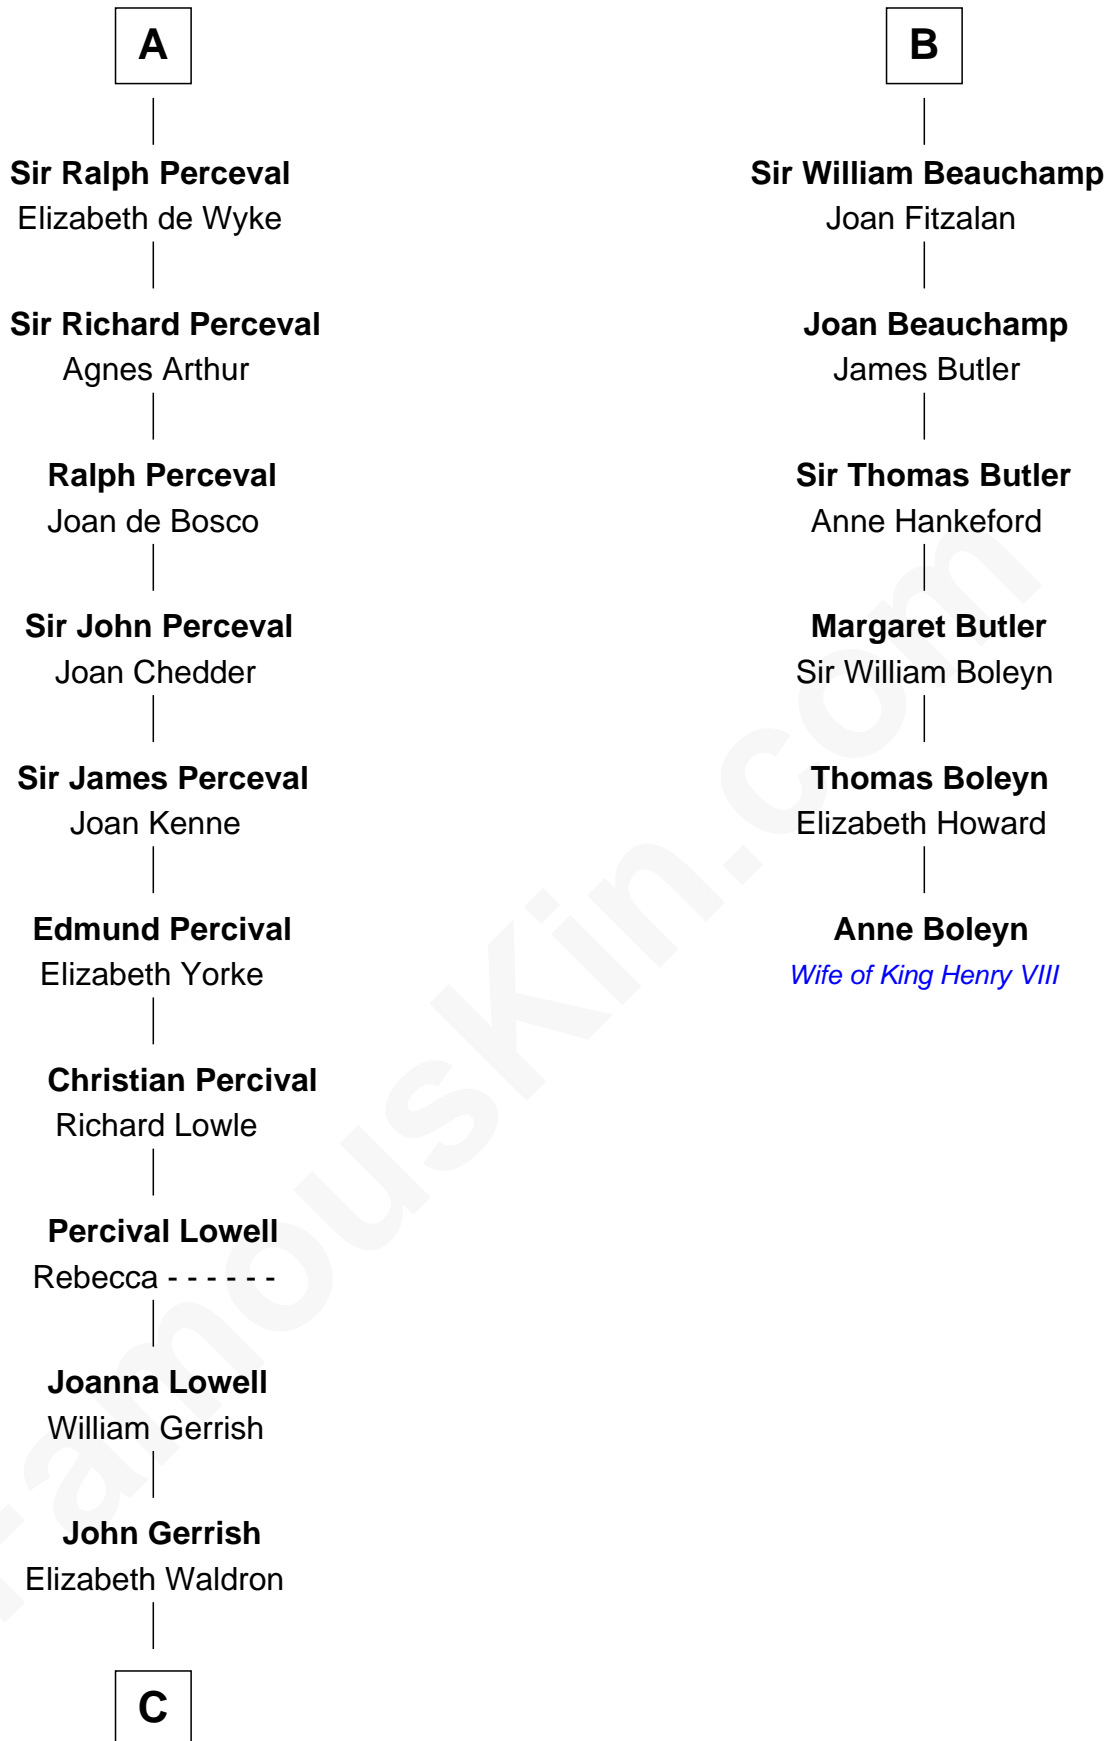 A
Sir Ralph Perceval
Elizabeth de Wyke
Sir Richard Perceval
Agnes Arthur
Ralph Perceval
Joan de Bosco
Sir John Perceval
Joan Chedder
Sir James Perceval
Joan Kenne
Edmund Percival
Elizabeth Yorke
Christian Percival
Richard Lowle
Percival Lowell
Rebecca - - - - - -
Joanna Lowell
William Gerrish
John Gerrish
Elizabeth Waldron
C
B
Sir William Beauchamp
Joan Fitzalan
Joan Beauchamp
James Butler
Sir Thomas Butler
Anne Hankeford
Margaret Butler
Sir William Boleyn
Thomas Boleyn
Elizabeth Howard
Anne Boleyn
Wife of King Henry VIII
FamousKin.com